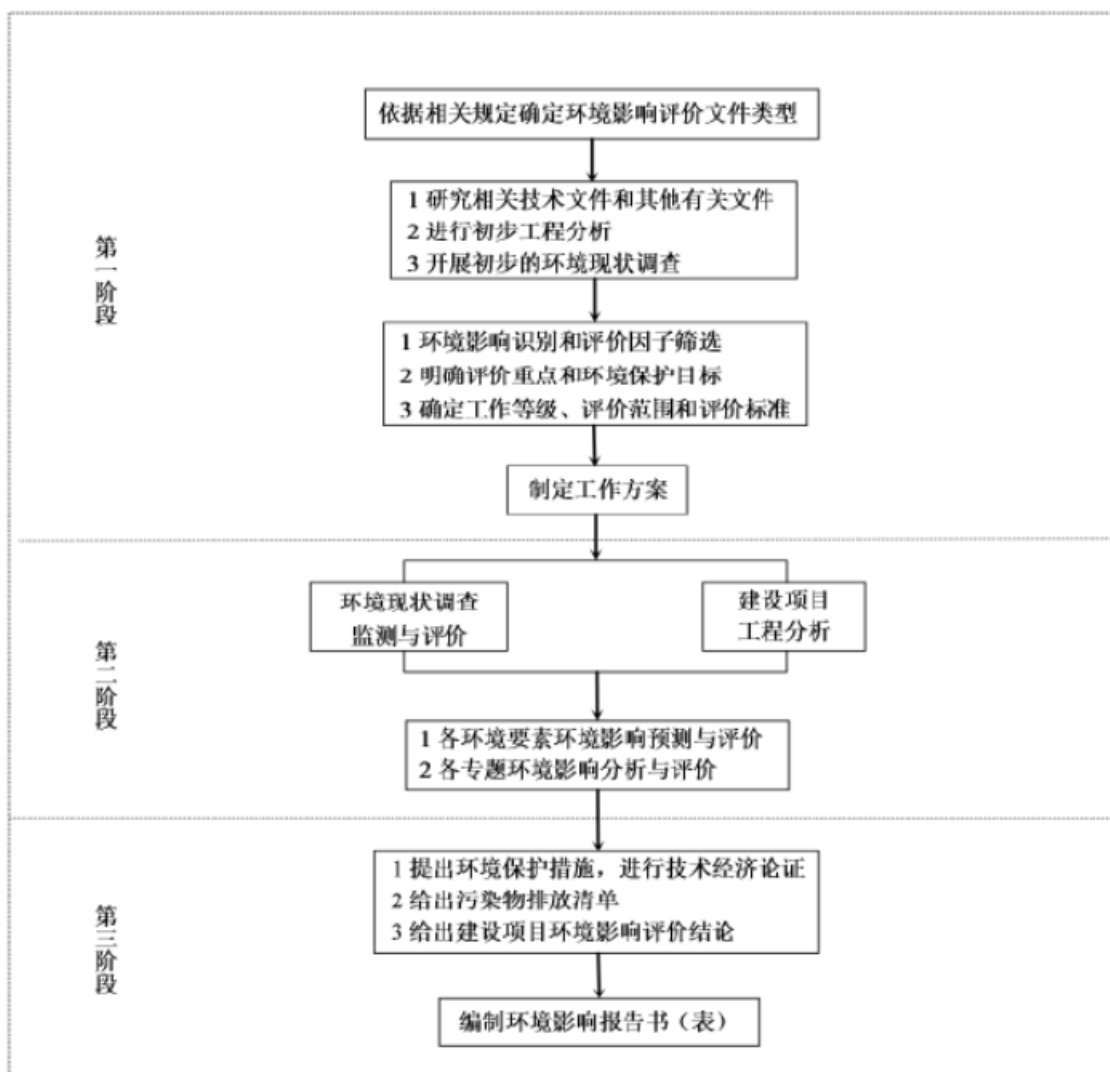 依据相关规定确定环境影响评价文件类型
1 研究相关技术文件和其他有关文件
2 进行初步工程分析
3 开展初步的环境现状调查
第一阶段
1 环境影响识别和评价因子筛选
2 明确评价重点和环境保护目标
3 确定工作等级、评价范围和评价标准
制定工作方案
环境现状调查
监测与评价
建设项目
工程分析
第二阶段
1 各环境要素环境影响预测与评价
2 各专题环境影响分析与评价
1 提出环境保护措施，进行技术经济论证
2 给出污染物排放清单
3 给出建设项目环境影响评价结论
第三阶段
编制环境影响报告书（表）